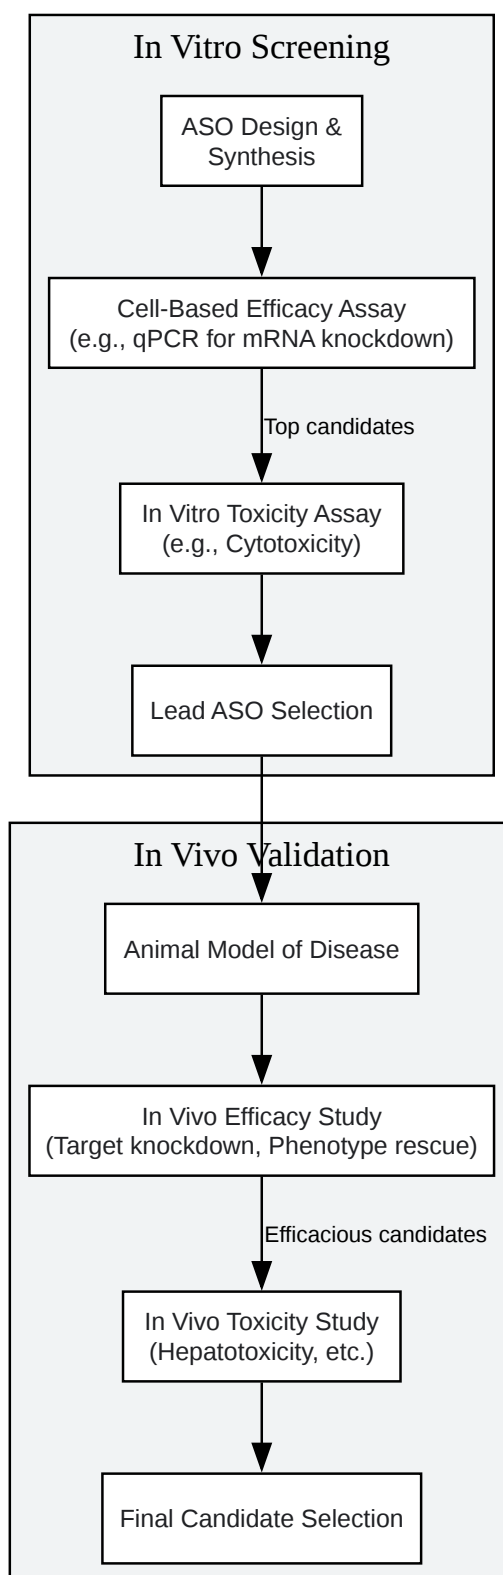 In Vitro Screening
ASO Design &
Synthesis
Cell-Based Efficacy Assay
(e.g., qPCR for mRNA knockdown)
Top candidates
In Vitro Toxicity Assay
(e.g., Cytotoxicity)
Lead ASO Selection
In Vivo Validation
Animal Model of Disease
In Vivo Efficacy Study
(Target knockdown, Phenotype rescue)
Efficacious candidates
In Vivo Toxicity Study
(Hepatotoxicity, etc.)
Final Candidate Selection